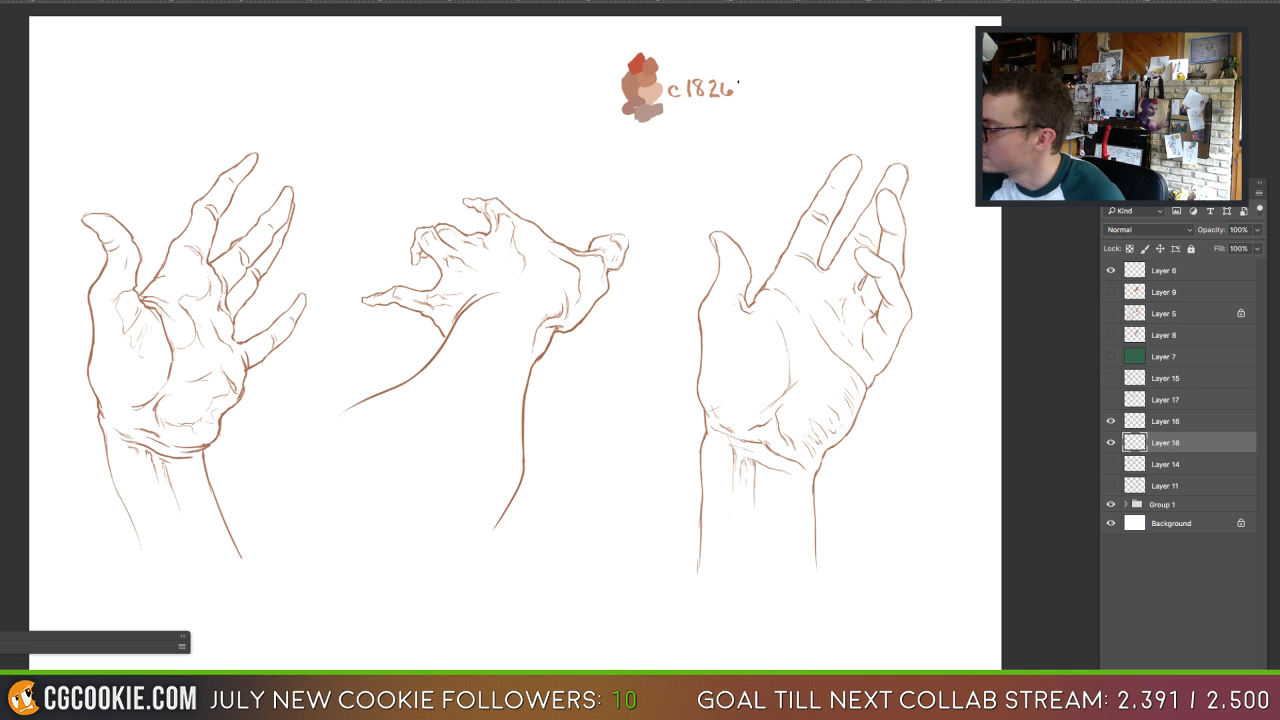 c1826
Kind
Normal
Opacity: 100%
Lock:
Fill: 100%
Layer 6
Layer 9
Layer 5
Layer 8
Layer 7
Layer 15
Layer 17
Layer 16
Layer 18
Layer 14
Layer 11
Group 1
Background
CGCOOKIE.COM JULY NEW COOKIE FOLLOWERS: 10 GOAL TILL NEXT COLLAB STREAM: 2.391 / 2.500